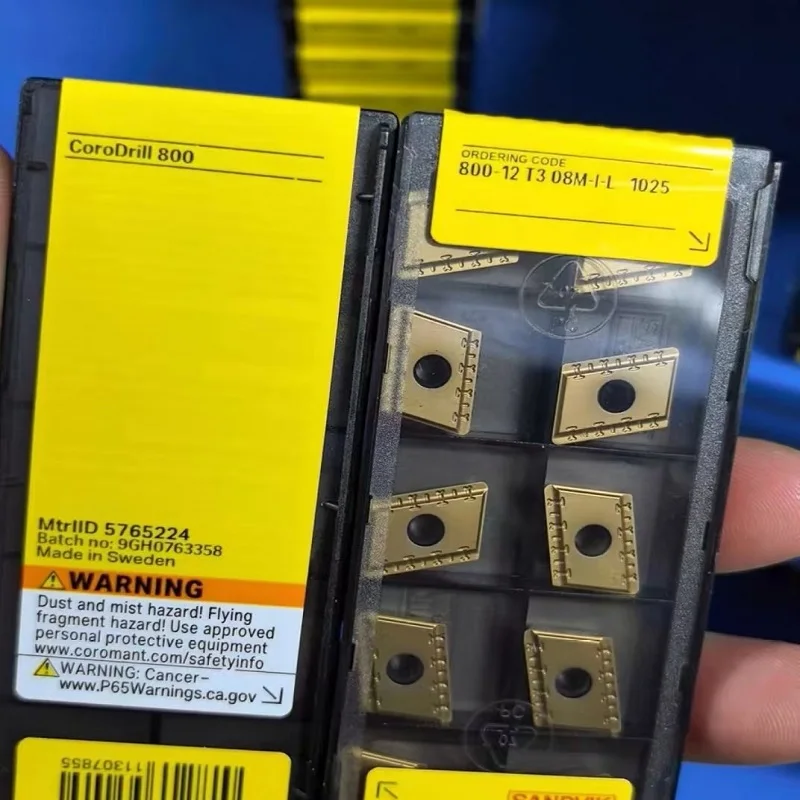 CoroDrill 800
MtrlID 5765224
Batch no: 9GH0763358
Made in Sweden
WARNING
Dust and mist hazard! Flying
fragment hazard! Use approved
personal protective equipment
www.coromant.com/safetyinfo
WARNING: Cancer-
www.P65Warnings.ca.gov
11307855
ORDERING CODE
800-12 T3 08M-I-L 1025
SANDVIK